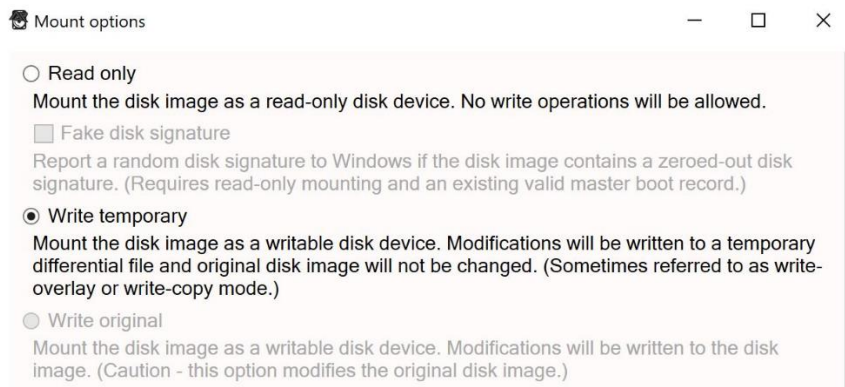 Mount options
Read only
Mount the disk image as a read-only disk device. No write operations will be allowed.
Fake disk signature
Report a random disk signature to Windows if the disk image contains a zeroed-out disk
signature. (Requires read-only mounting and an existing valid master boot record.)
Write temporary
Mount the disk image as a writable disk device. Modifications will be written to a temporary
differential file and original disk image will not be changed. (Sometimes referred to as write-
overlay or write-copy mode.)
Write original
Mount the disk image as a writable disk device. Modifications will be written to the disk
image. (Caution - this option modifies the original disk image.)